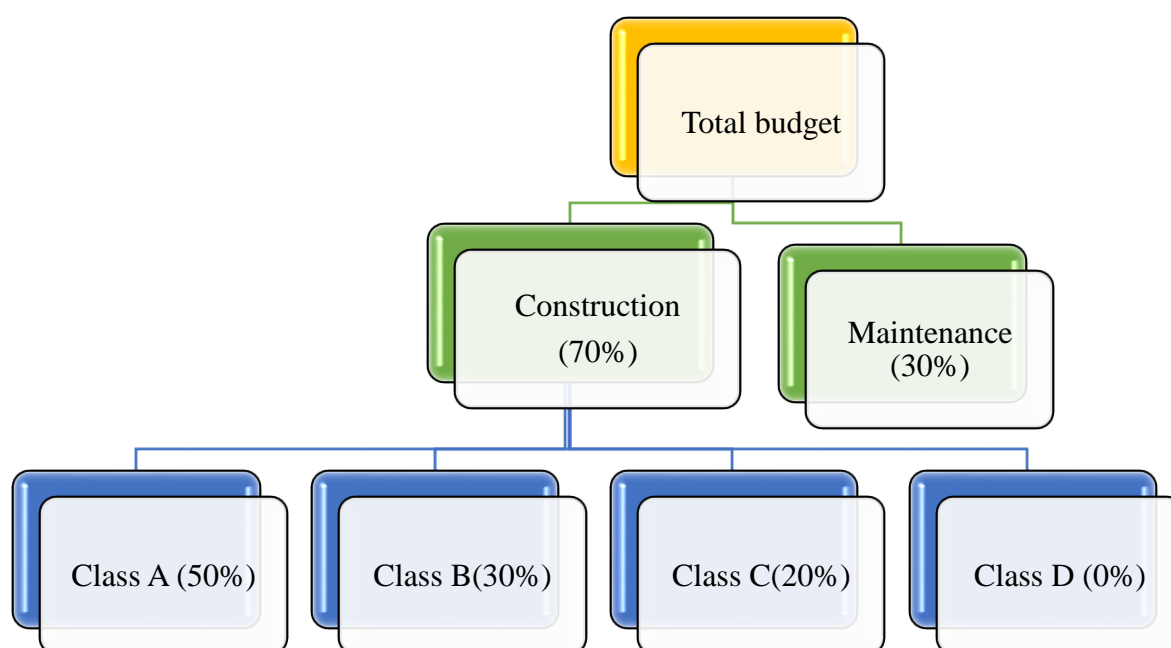 Total budget
Construction
(70%)
Maintenance
(30%)
Class A (50%)
Class B(30%)
Class C(20%)
Class D (0%)